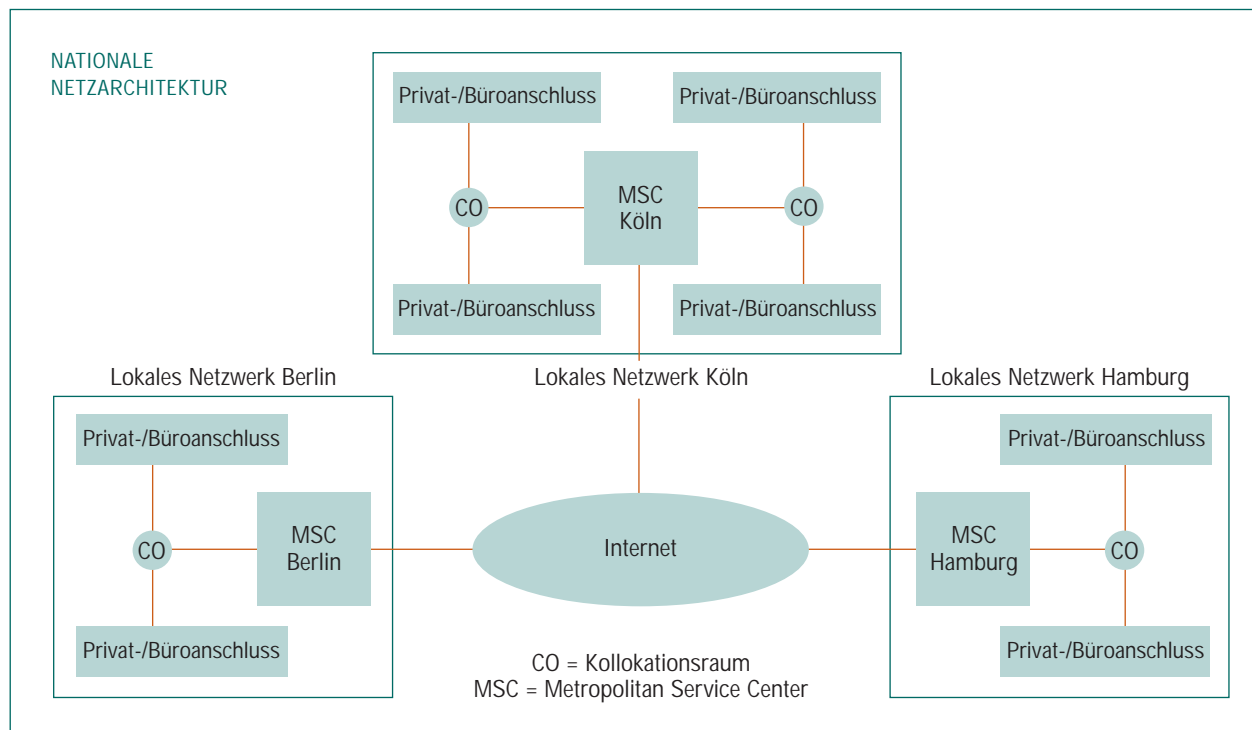 NATIONALE
NETZARCHITEKTUR
Privat-/Büroanschluss
Privat-/Büroanschluss
CO
MSC
Köln
CO
Privat-/Büroanschluss
Privat-/Büroanschluss
Lokales Netzwerk Berlin
Lokales Netzwerk Köln
Lokales Netzwerk Hamburg
Privat-/Büroanschluss
CO
MSC
Berlin
Privat-/Büroanschluss
Internet
Privat-/Büroanschluss
MSC
Hamburg
CO
Privat-/Büroanschluss
CO = Kollokationsraum
MSC = Metropolitan Service Center